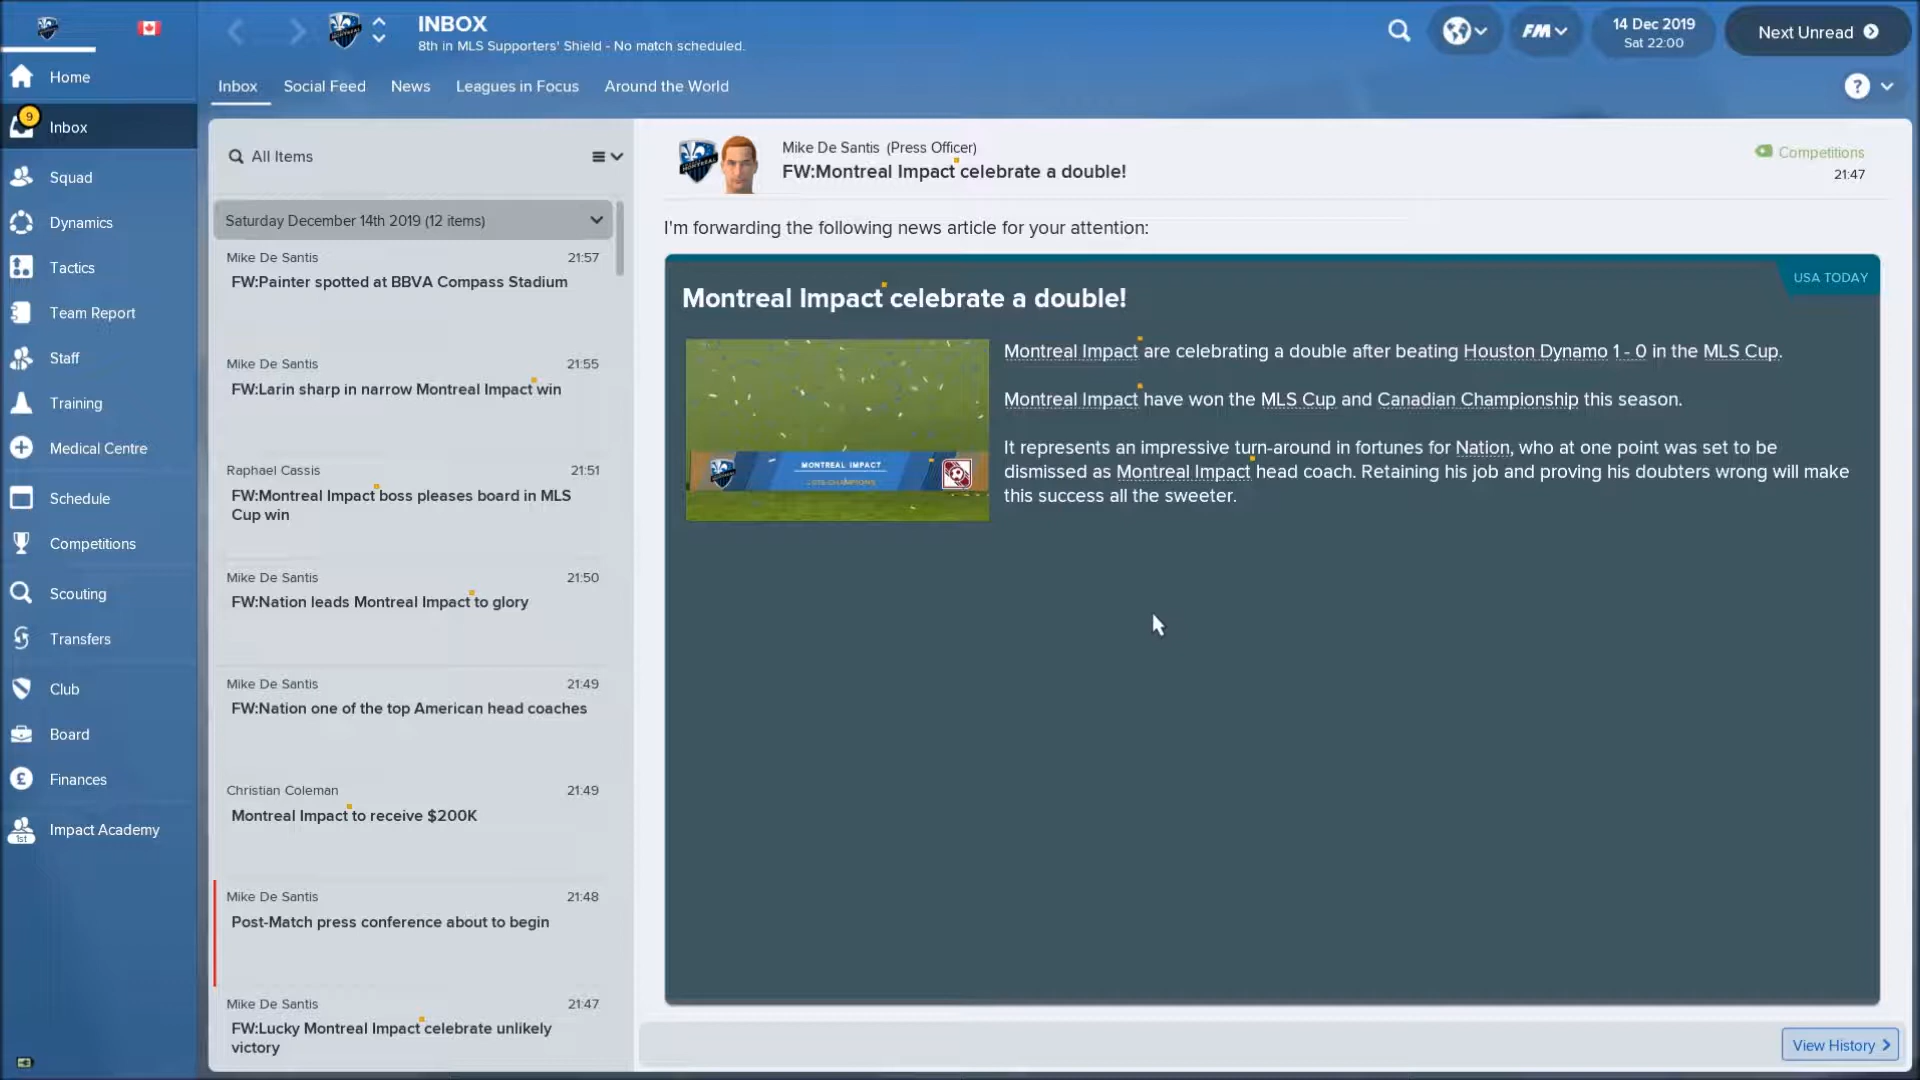 INBOX
8th in MLS Supporters' Shield - No match scheduled.
FM
14 Dec 2019
Sat 22:00
Next Unread
Home
9
Inbox
Squad
Dynamics
Tactics
Team Report
Staff
Training
Medical Centre
Schedule
Competitions
Scouting
Transfers
Club
Board
Finances
1st
Impact Academy
Inbox
Social Feed
News
Leagues in Focus
Around the World
?
All Items
Saturday December 14th 2019 (12 items)
Mike De Santis 21:57
FW:Painter spotted at BBVA Compass Stadium
Mike De Santis 21:55
FW:Larin sharp in narrow Montreal Impact win
Raphael Cassis 21:51
FW:Montreal Impact boss pleases board in MLS
Cup win
Mike De Santis 21:50
FW:Nation leads Montreal Impact to glory
Mike De Santis 21:49
FW:Nation one of the top American head coaches
Christian Coleman 21:49
Montreal Impact to receive $200K
Mike De Santis 21:48
Post-Match press conference about to begin
Mike De Santis 21:47
FW:Lucky Montreal Impact celebrate unlikely
victory
Mike De Santis (Press Officer)
FW:Montreal Impact celebrate a double!
Competitions
21:47
I'm forwarding the following news article for your attention:
USA TODAY
Montreal Impact celebrate a double!
MONTREAL IMPACT
Montreal Impact are celebrating a double after beating Houston Dynamo 1 - 0 in the MLS Cup.
Montreal Impact have won the MLS Cup and Canadian Championship this season.
It represents an impressive turn-around in fortunes for Nation, who at one point was set to be
dismissed as Montreal Impact head coach. Retaining his job and proving his doubters wrong will make
this success all the sweeter.
View History